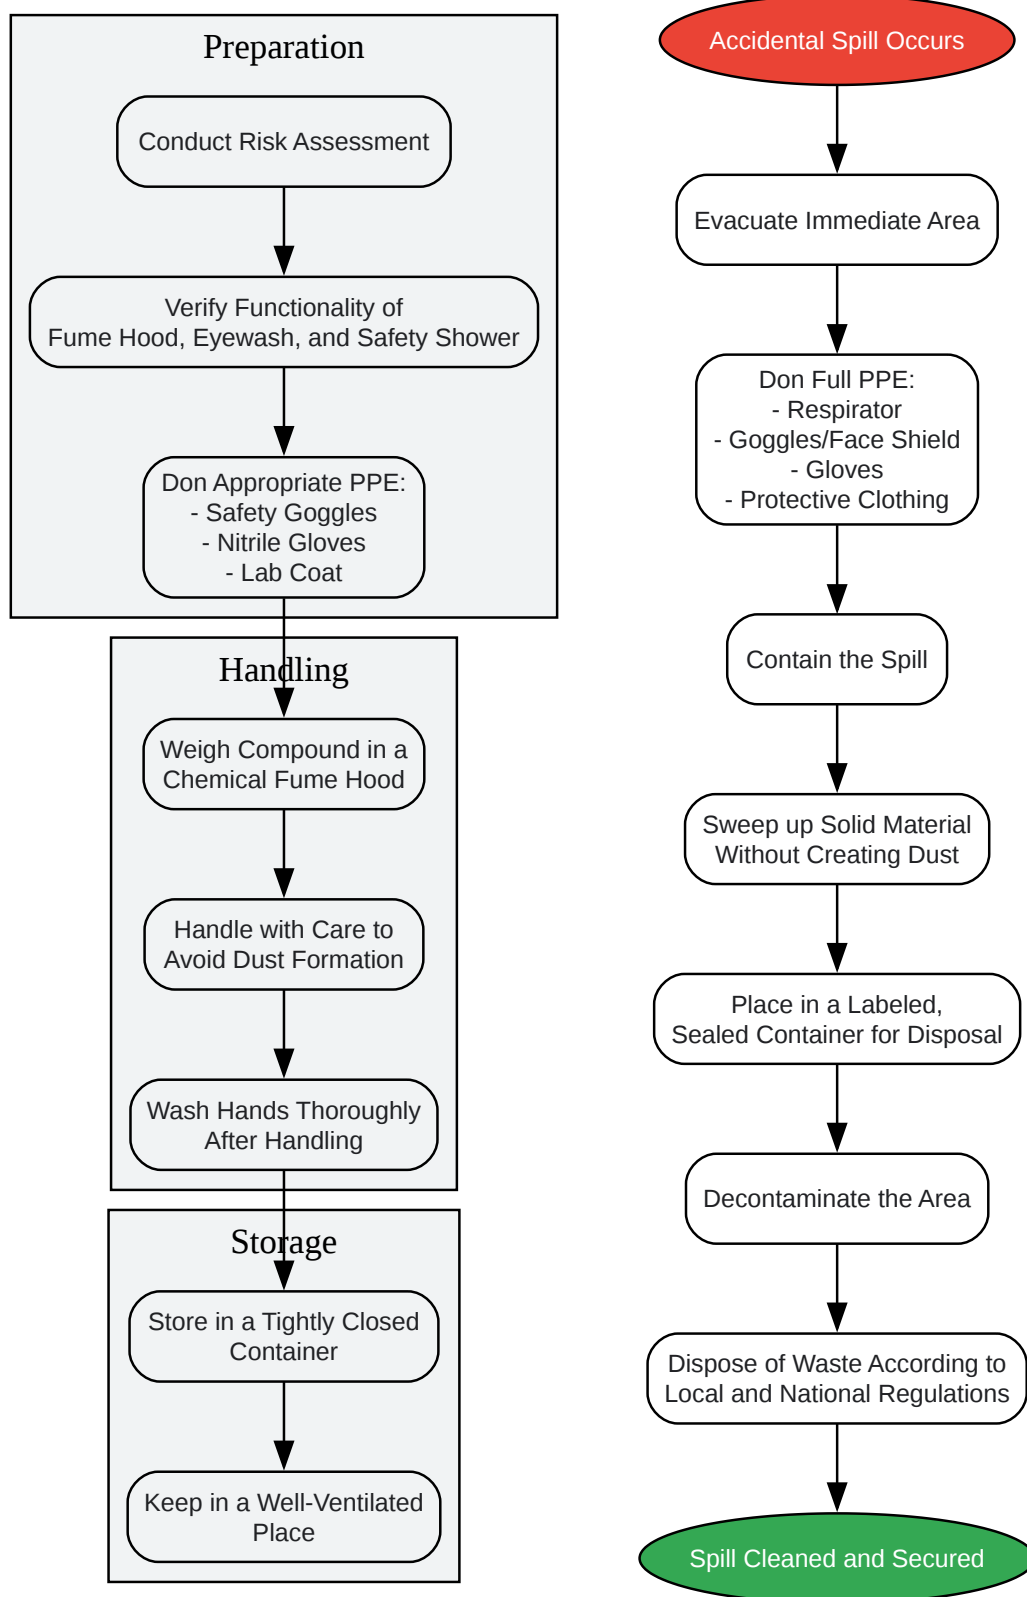 Preparation
Conduct Risk Assessment
Verify Functionality of
Fume Hood, Eyewash, and Safety Shower
Don Appropriate PPE:
- Safety Goggles
- Nitrile Gloves
- Lab Coat
Handling
Weigh Compound in a
Chemical Fume Hood
Handle with Care to
Avoid Dust Formation
Wash Hands Thoroughly
After Handling
Storage
Store in a Tightly Closed
Container
Keep in a Well-Ventilated
Place
Accidental Spill Occurs
Evacuate Immediate Area
Don Full PPE:
- Respirator
- Goggles/Face Shield
- Gloves
- Protective Clothing
Contain the Spill
Sweep up Solid Material
Without Creating Dust
Place in a Labeled,
Sealed Container for Disposal
Decontaminate the Area
Dispose of Waste According to
Local and National Regulations
Spill Cleaned and Secured